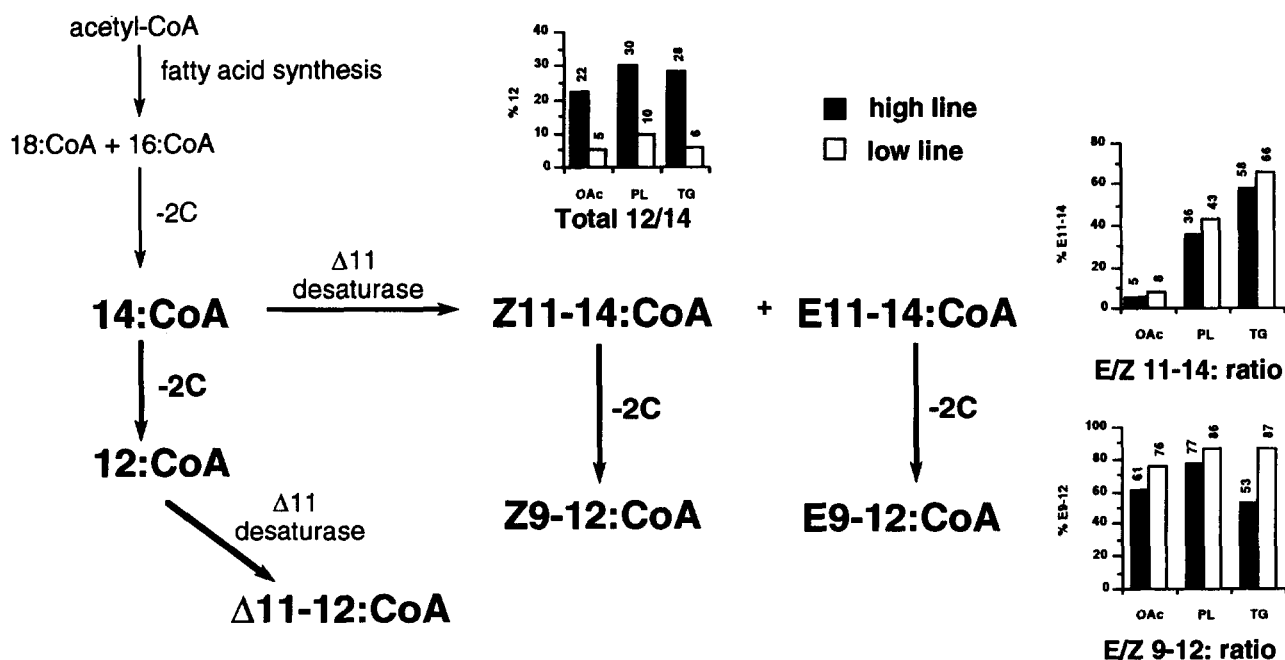 acetyl-CoA
fatty acid synthesis
18:CoA + 16:CoA
-2C
14:CoA
Δ11
desaturase
Z11-14:CoA + E11-14:CoA
-2C
-2C
-2C
12:CoA
Δ11
desaturase
Z9-12:CoA
E9-12:CoA
Δ11-12:CoA
% 12
40
30
20
10
0
22
5
30
10
28
6
OAc PL TG
Total 12/14
high line
low line
% E11-14
80
60
40
20
0
5
8
36
43
58
66
OAc PL TG
E/Z 11-14: ratio
% E9-12
100
80
60
40
20
0
61
76
77
86
53
87
OAc PL TG
E/Z 9-12: ratio